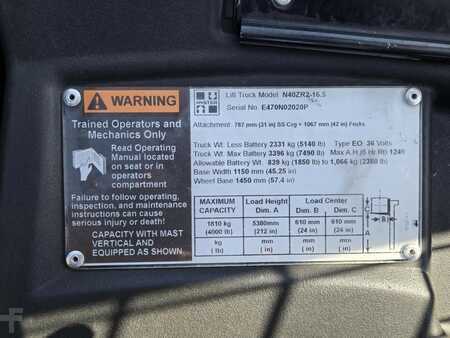 WARNING
Trained Operators and
Mechanics Only
Read Operating
Manual located
on seat or in
operators
compartment
Failure to follow operating,
inspection, and maintenance
instructions can cause
serious injury or death!
CAPACITY WITH MAST
VERTICAL AND
EQUIPPED AS SHOWN
HYSTER
Lift Truck Model N40ZR2-16.5
Serial No. E470N02020P
Attachment 787 mm (31 in) SS Crg + 1067 mm (42 in) Forks
Truck Wt. Less Battery 2331 kg (5140 lb) Type EO 36 Volts
Truck Wt. Max Battery 3396 kg (7490 lb) Max A.H.(6 Hr Rt) 1240
Allowable Battery Wt. 839 kg (1850 lb) to 1,066 kg (2350 lb)
Base Width 1150 mm (45.25 in)
Wheel Base 1450 mm (57.4 in)
MAXIMUM CAPACITY Load Height Dim. A Load Center Dim. B Dim. C
1810 kg 5380mm 610 mm 610 mm
(4000 lb) (212 in) (24 in) (24 in)
kg mm mm mm
( lb) ( in) ( in) ( in)
B
A
C
F